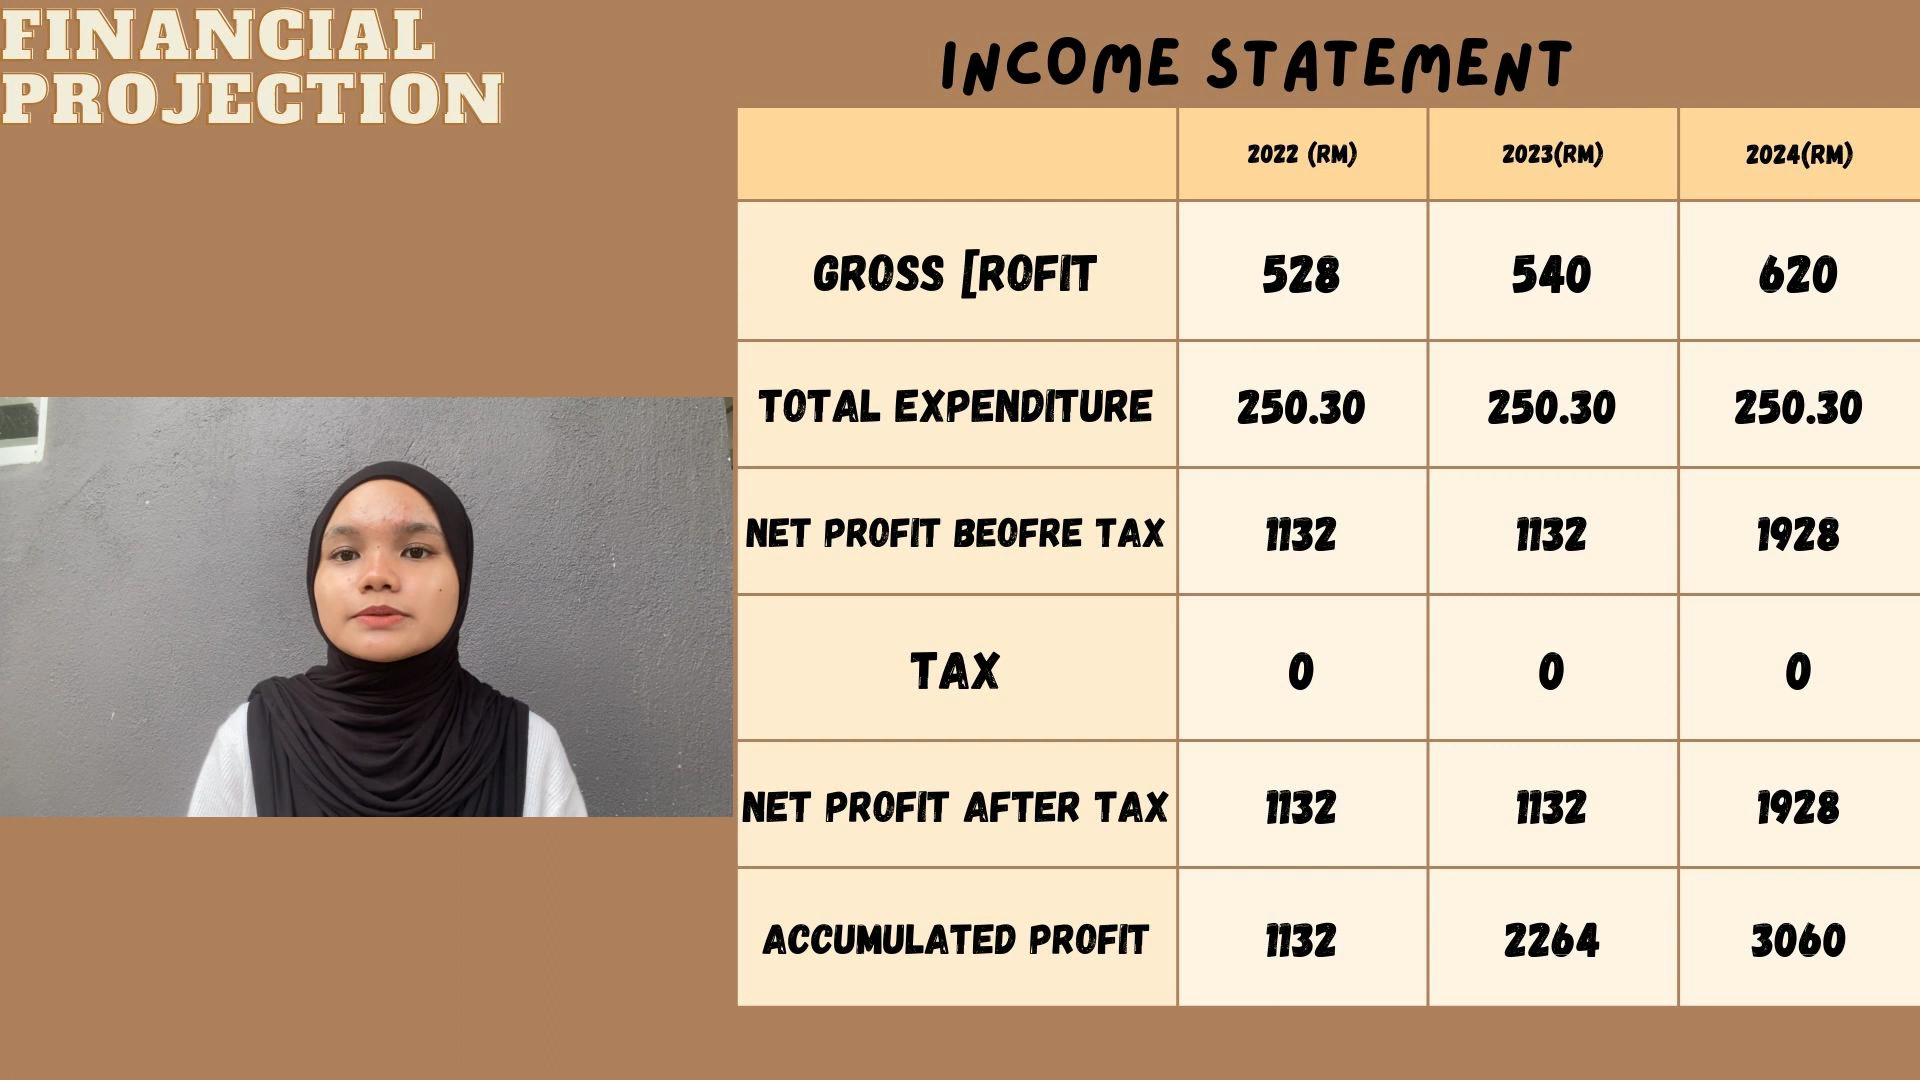 FINANCIAL
PROJECTION
INCOME STATEMENT
2022 (RM) 2023(RM) 2024(RM)
GROSS [ROFIT 528 540 620
TOTAL EXPENDITURE 250.30 250.30 250.30
NET PROFIT BEOFRE TAX 1132 1132 1928
TAX 0 0 0
NET PROFIT AFTER TAX 1132 1132 1928
ACCUMULATED PROFIT 1132 2264 3060